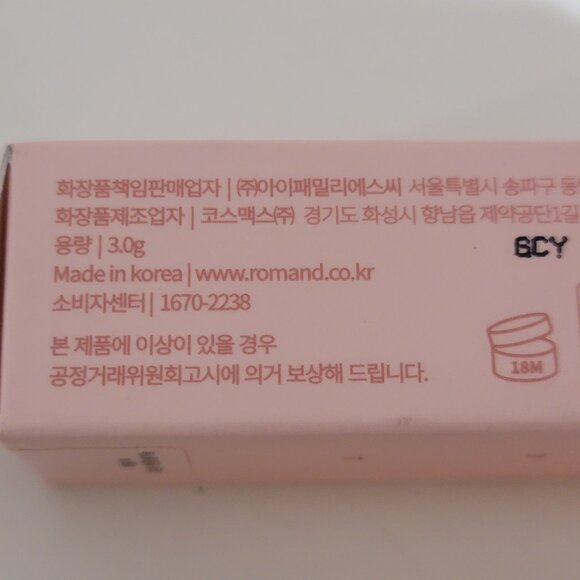 화장품책임판매업자 | ㈜아이패밀리에스씨 서울특별시 송파구
화장품제조업자 | 코스맥스㈜ 경기도 화성시 향남읍 제약공단1길
용량 | 3.0g
GCY
Made in korea | www.romand.co.kr
소비자센터 | 1670-2238
본 제품에 이상이 있을 경우
공정거래위원회고시에 의거 보상해 드립니다.
18M